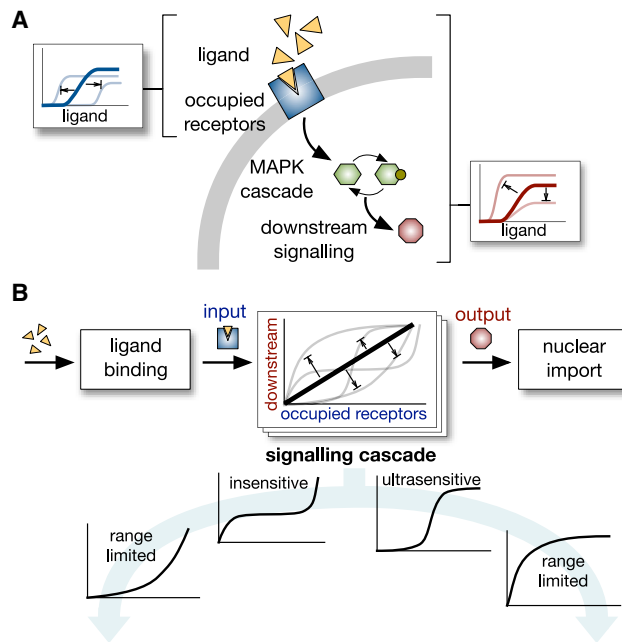 A
ligand
ligand
occupied
receptors
MAPK
cascade
downstream
signalling
ligand
B
ligand
binding
input
downstream
occupied receptors
output
nuclear
import
signalling cascade
range
limited
insensitive
ultrasensitive
range
limited